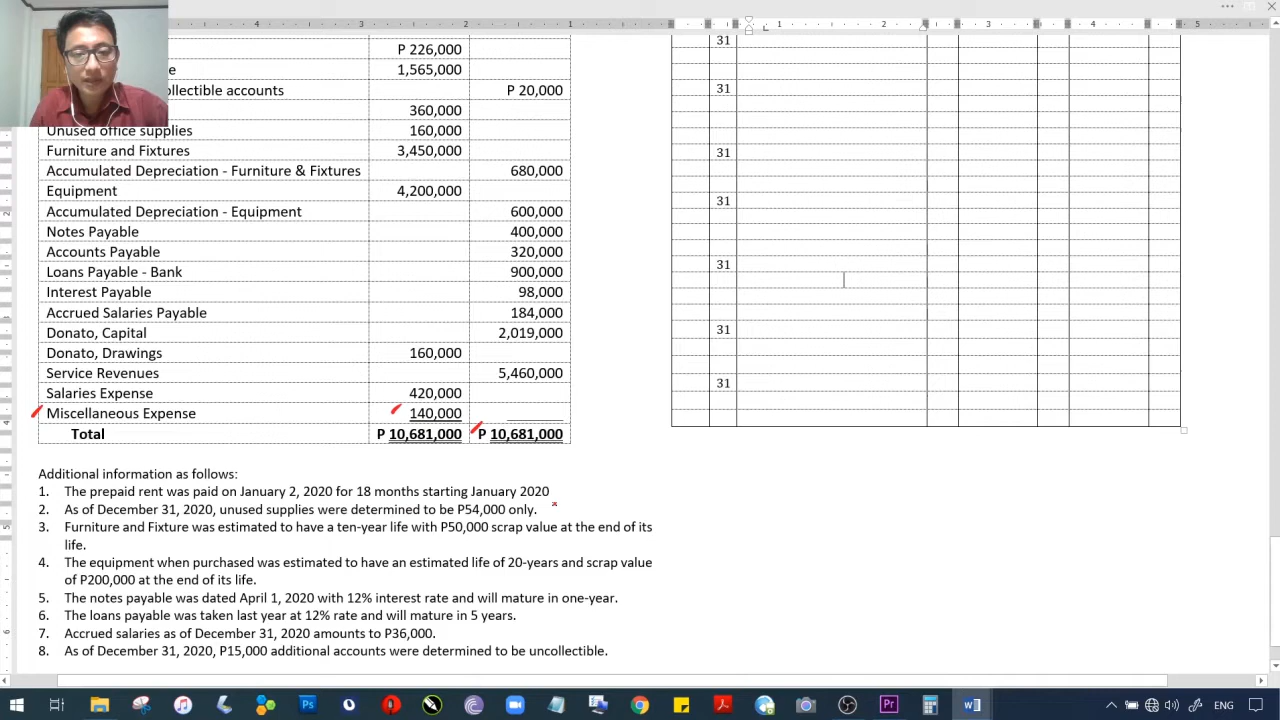 4 3 2 1 1 2 3 4 5
P 226,000
e 1,565,000
ollectible accounts P 20,000
360,000
Unused office supplies 160,000
Furniture and Fixtures 3,450,000
Accumulated Depreciation - Furniture & Fixtures 680,000
Equipment 4,200,000
Accumulated Depreciation - Equipment 600,000
Notes Payable 400,000
Accounts Payable 320,000
Loans Payable - Bank 900,000
Interest Payable 98,000
Accrued Salaries Payable 184,000
Donato, Capital 2,019,000
Donato, Drawings 160,000
Service Revenues 5,460,000
Salaries Expense 420,000
Miscellaneous Expense 140,000
Total P 10,681,000 P 10,681,000
Additional information as follows:
1. The prepaid rent was paid on January 2, 2020 for 18 months starting January 2020
2. As of December 31, 2020, unused supplies were determined to be P54,000 only.
3. Furniture and Fixture was estimated to have a ten-year life with P50,000 scrap value at the end of its
life.
4. The equipment when purchased was estimated to have an estimated life of 20-years and scrap value
of P200,000 at the end of its life.
5. The notes payable was dated April 1, 2020 with 12% interest rate and will mature in one-year.
6. The loans payable was taken last year at 12% rate and will mature in 5 years.
7. Accrued salaries as of December 31, 2020 amounts to P36,000.
8. As of December 31, 2020, P15,000 additional accounts were determined to be uncollectible.
31
31
31
31
31
31
31
Ps
Pr
W
ENG